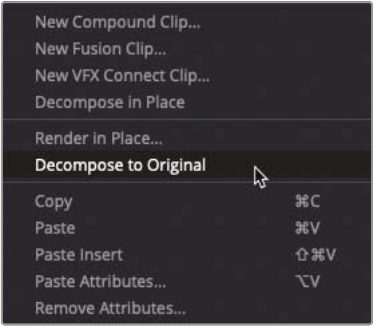 New Compound Clip...
New Fusion Clip...
New VFX Connect Clip...
Decompose in Place
Render in Place...
Decompose to Original
Copy ⌘C
Paste ⌘V
Paste Insert ⇧⌘V
Paste Attributes... ⌥V
Remove Attributes...